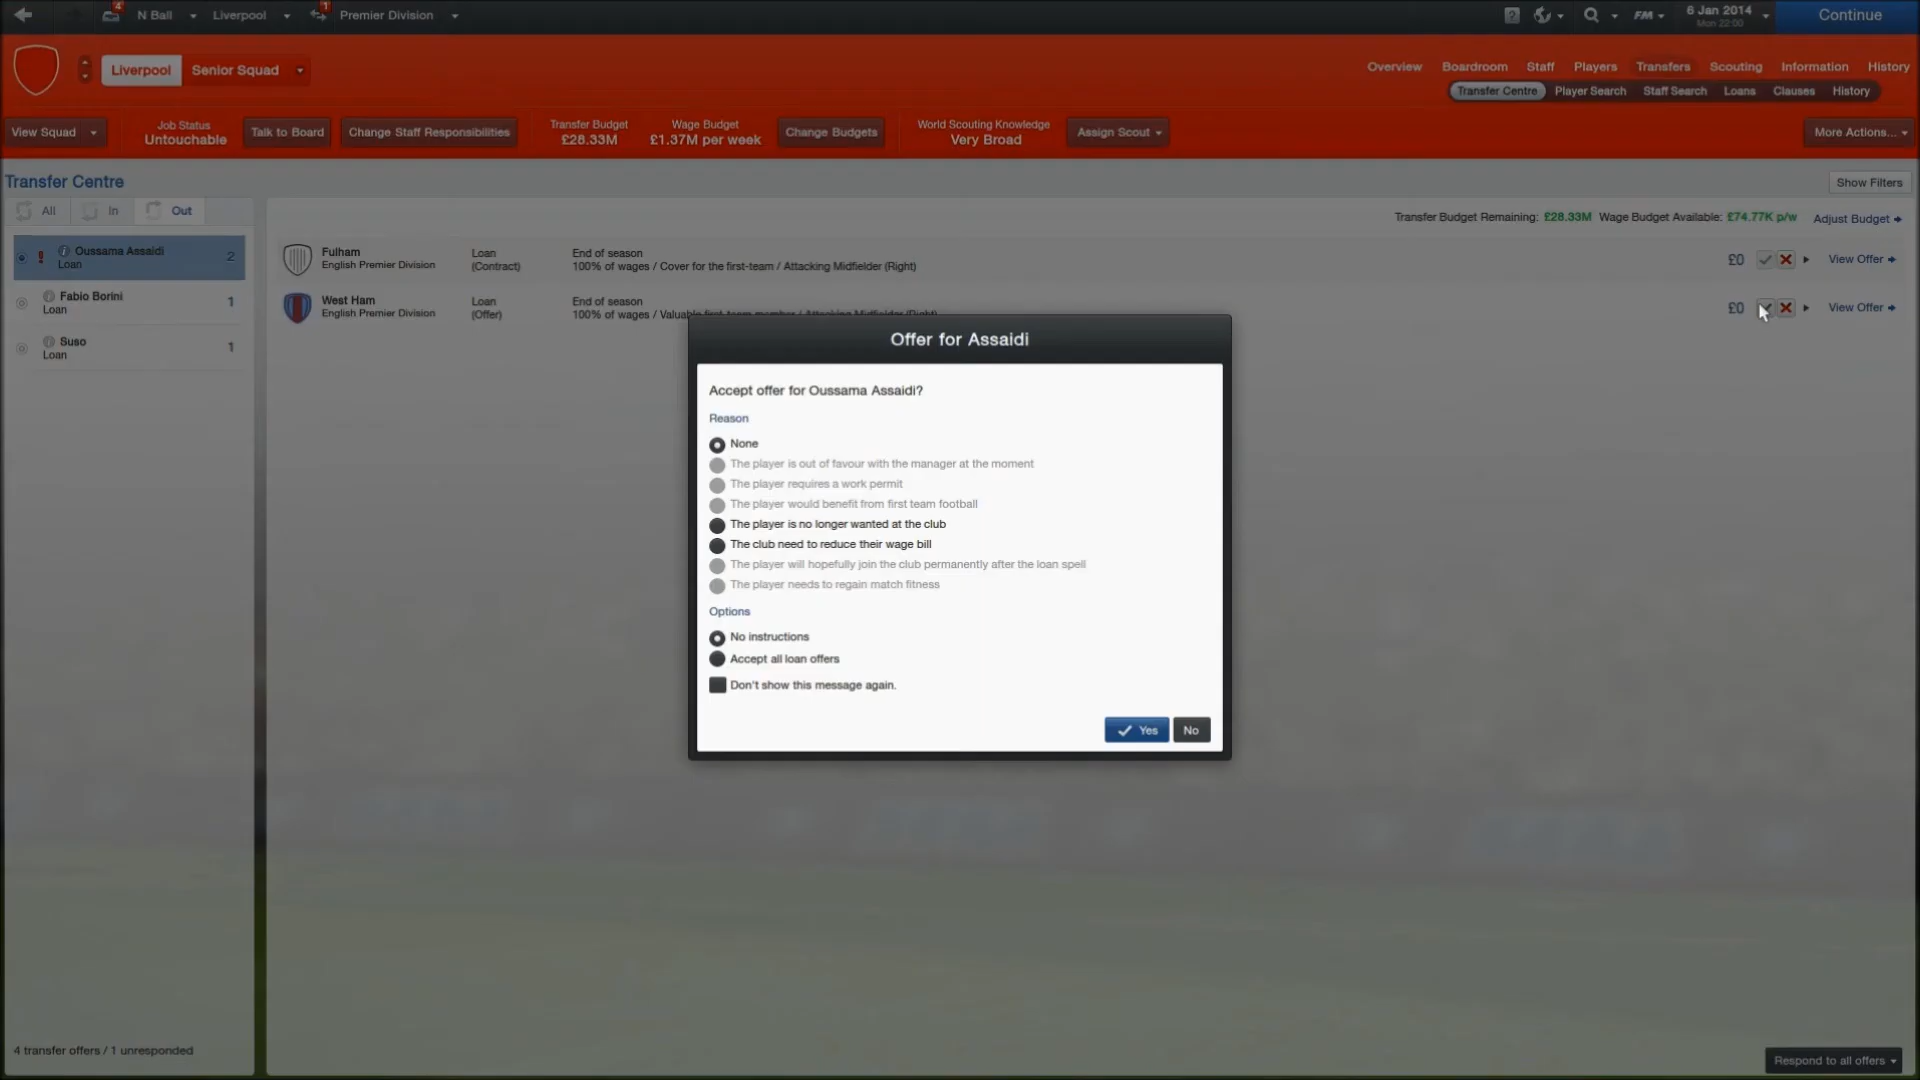 4 N Ball Liverpool 1 Premier Division ? FM 6 Jan 2014 Continue
Mon 22:00
Liverpool Senior Squad
Overview Boardroom Staff Players Transfers Scouting Information History
Transfer Centre Player Search Staff Search Loans Clauses History
View Squad
Job Status
Untouchable
Talk to Board
Change Staff Responsibilities
Transfer Budget
£28.33M
Wage Budget
£1.37M per week
Change Budgets
World Scouting Knowledge
Very Broad
Assign Scout
More Actions...
Transfer Centre
Show Filters
All In Out
Transfer Budget Remaining: £28.33M Wage Budget Available: £74.77K p/w Adjust Budget
! i Oussama Assaidi 2
Loan
Fabio Borini 1
Loan
Suso 1
Loan
Fulham
English Premier Division
Loan
(Contract)
End of season
100% of wages / Cover for the first-team / Attacking Midfielder (Right)
£0 View Offer
West Ham
English Premier Division
Loan
(Offer)
End of season
100% of wages / Valuable first-team member / Attacking Midfielder (Right)
£0 View Offer
Offer for Assaidi
Accept offer for Oussama Assaidi?
Reason
None
The player is out of favour with the manager at the moment
The player requires a work permit
The player would benefit from first team football
The player is no longer wanted at the club
The club need to reduce their wage bill
The player will hopefully join the club permanently after the loan spell
The player needs to regain match fitness
Options
No instructions
Accept all loan offers
Don't show this message again.
Yes No
4 transfer offers / 1 unresponded
Respond to all offers